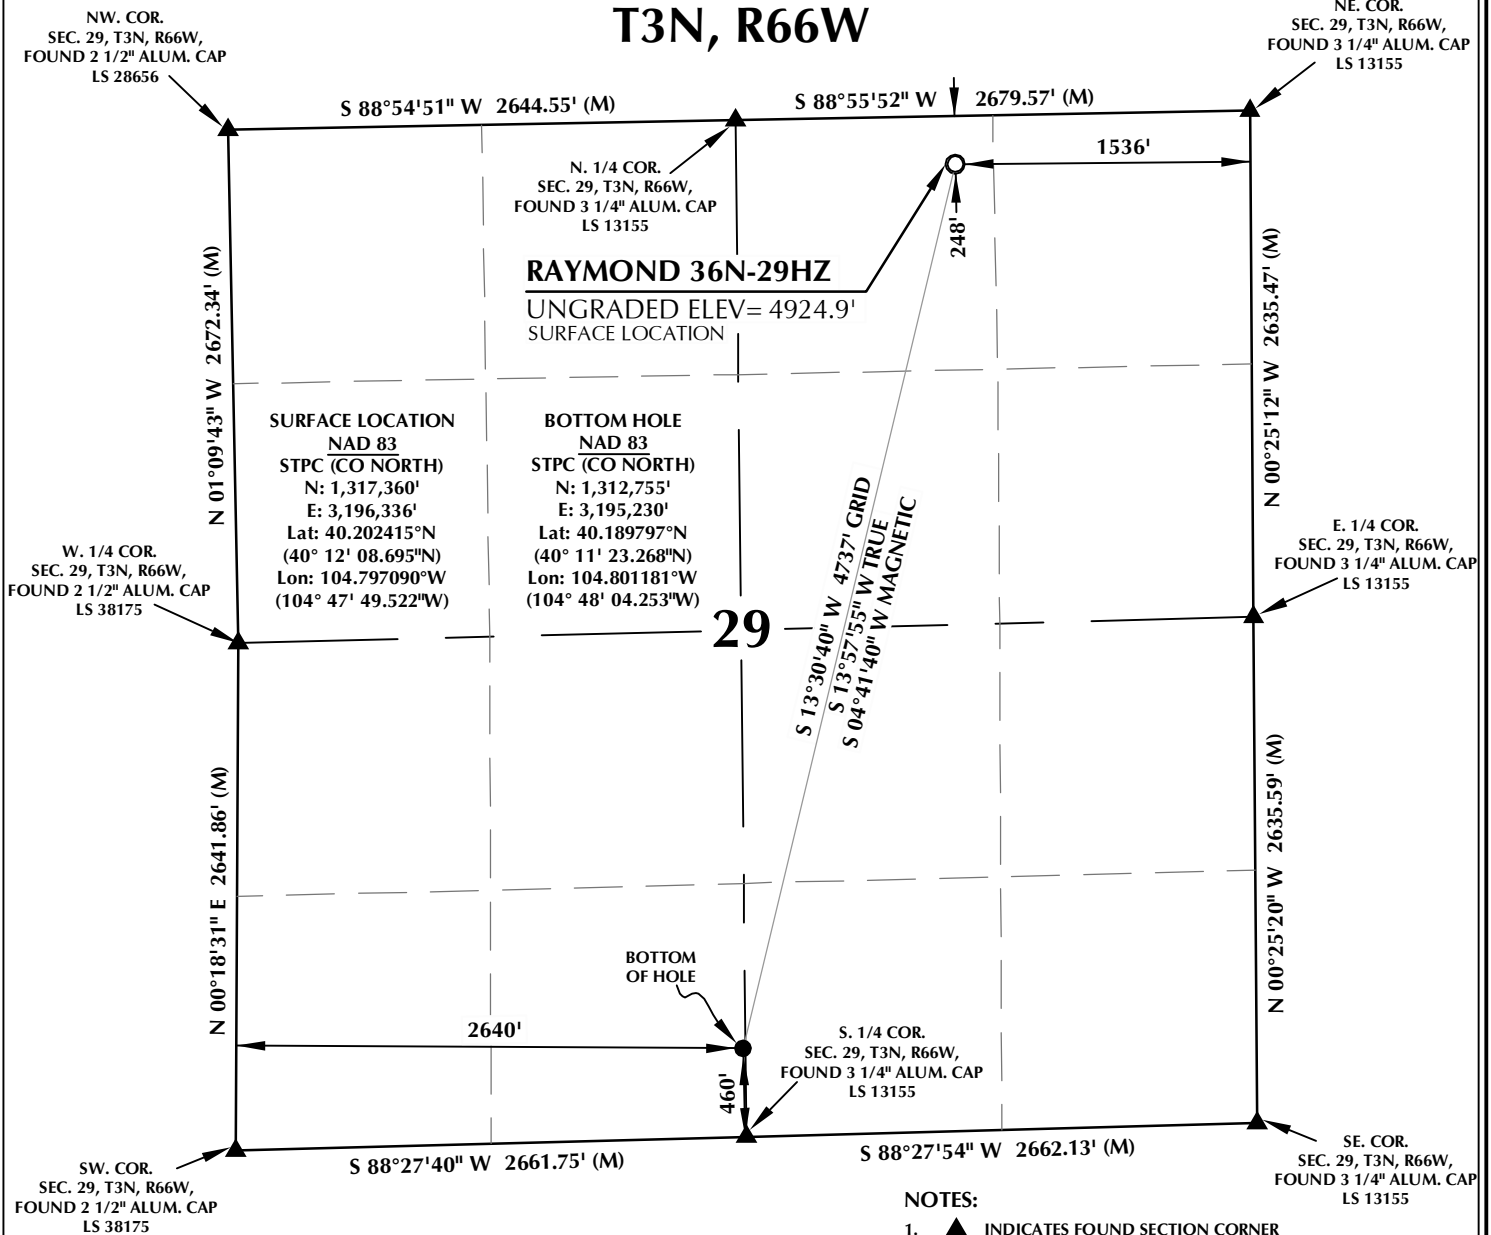 T3N, R66W
NW. COR.
SEC. 29, T3N, R66W,
FOUND 2 1/2" ALUM. CAP
LS 28656
NE. COR.
SEC. 29, T3N, R66W,
FOUND 3 1/4" ALUM. CAP
LS 13155
S 88°54'51" W 2644.55' (M)
S 88°55'52" W 2679.57' (M)
1536'
N. 1/4 COR.
SEC. 29, T3N, R66W,
FOUND 3 1/4" ALUM. CAP
LS 13155
248'
RAYMOND 36N-29HZ
UNGRADED ELEV= 4924.9'
SURFACE LOCATION
N 01°09'43" W 2672.34' (M)
N 00°25'12" W 2635.47' (M)
SURFACE LOCATION
NAD 83
STPC (CO NORTH)
N: 1,317,360'
E: 3,196,336'
Lat: 40.202415°N
(40° 12' 08.695"N)
Lon: 104.797090°W
(104° 47' 49.522"W)
BOTTOM HOLE
NAD 83
STPC (CO NORTH)
N: 1,312,755'
E: 3,195,230'
Lat: 40.189797°N
(40° 11' 23.268"N)
Lon: 104.801181°W
(104° 48' 04.253"W)
S 13°30'40" W 4737' GRID
S 13°57'55" W TRUE
S 04°41'40" W MAGNETIC
W. 1/4 COR.
SEC. 29, T3N, R66W,
FOUND 2 1/2" ALUM. CAP
LS 38175
E. 1/4 COR.
SEC. 29, T3N, R66W,
FOUND 3 1/4" ALUM. CAP
LS 13155
29
N 00°18'31" E 2641.86' (M)
N 00°25'20" W 2635.59' (M)
BOTTOM
OF HOLE
2640'
460'
S. 1/4 COR.
SEC. 29, T3N, R66W,
FOUND 3 1/4" ALUM. CAP
LS 13155
S 88°27'40" W 2661.75' (M)
S 88°27'54" W 2662.13' (M)
SW. COR.
SEC. 29, T3N, R66W,
FOUND 2 1/2" ALUM. CAP
LS 38175
SE. COR.
SEC. 29, T3N, R66W,
FOUND 3 1/4" ALUM. CAP
LS 13155
NOTES:
1. INDICATES FOUND SECTION CORNER